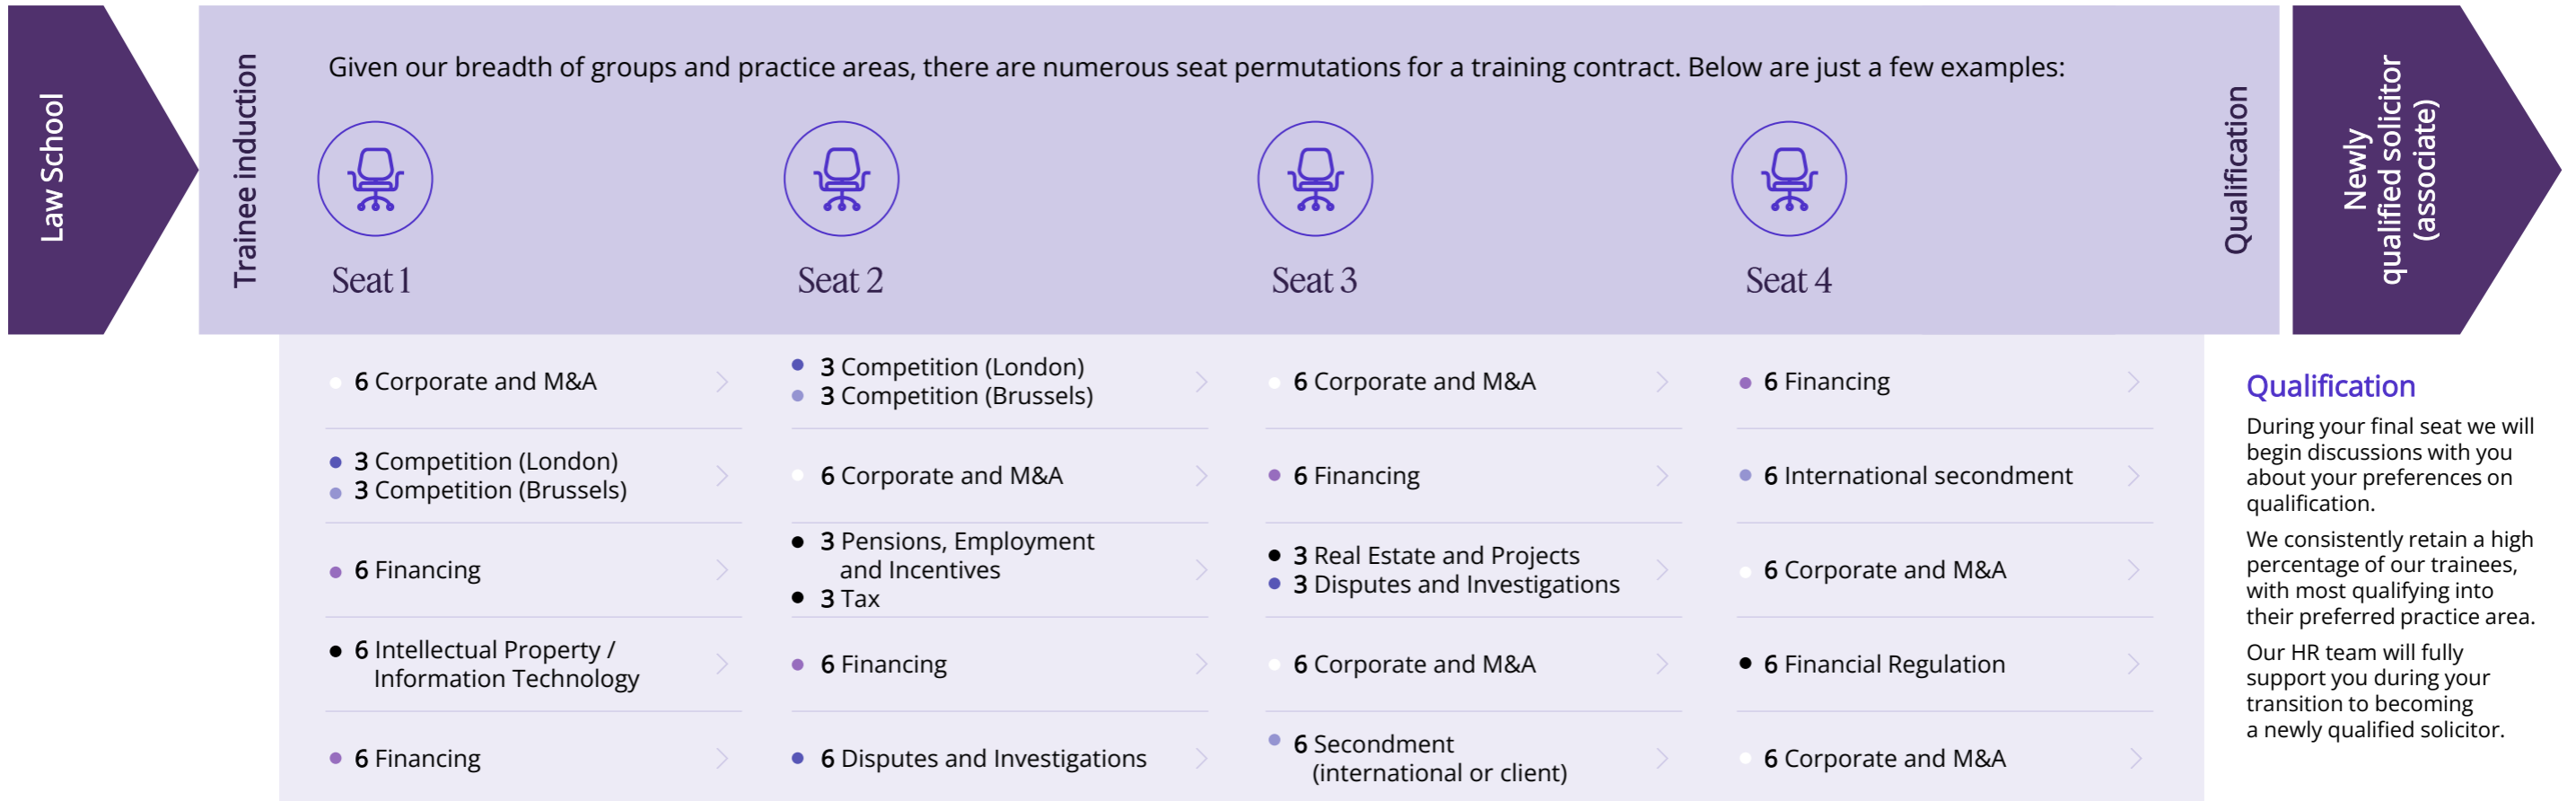 Law School
Trainee induction
Given our breadth of groups and practice areas, there are numerous seat permutations for a training contract. Below are just a few examples:
Seat 1
Seat 2
Seat 3
Seat 4
Qualification
Newly
qualified solicitor
(associate)
6 Corporate and M&A
3 Competition (London)
3 Competition (Brussels)
6 Corporate and M&A
6 Financing
3 Competition (London)
3 Competition (Brussels)
6 Corporate and M&A
6 Financing
6 International secondment
6 Financing
3 Pensions, Employment
and Incentives
3 Tax
3 Real Estate and Projects
3 Disputes and Investigations
6 Corporate and M&A
6 Intellectual Property /
Information Technology
6 Financing
6 Corporate and M&A
6 Financial Regulation
6 Financing
6 Disputes and Investigations
6 Secondment
(international or client)
6 Corporate and M&A
Qualification
During your final seat we will
begin discussions with you
about your preferences on
qualification.
We consistently retain a high
percentage of our trainees,
with most qualifying into
their preferred practice area.
Our HR team will fully
support you during your
transition to becoming
a newly qualified solicitor.